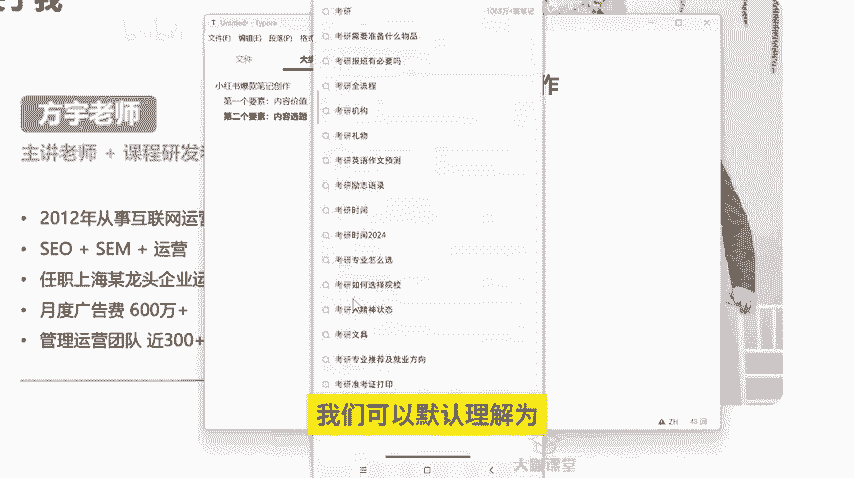 于我
方宇老师
主讲老师 + 课程研发
2012年从事互联网运营
SEO + SEM + 运营
任职上海某龙头企业运
月度广告费 600万+
管理运营团队 近300+
Untitled - Typora
文件(F) 编辑(E) 段落(P) 格式
文件
小红书爆款笔记创作
第一个要素：内容价值
第二个要素：内容选题
作
考研
考研需要准备什么物品
考研报班有必要吗
考研全流程
考研机构
考研礼物
考研英语作文预测
考研励志语录
考研时间
考研时间2024
考研专业怎么选
考研如何选择院校
考研人精神状态
考研文具
考研专业推荐及就业方向
考研准考证打印
我们可以默认理解为
ZH
大咖课堂